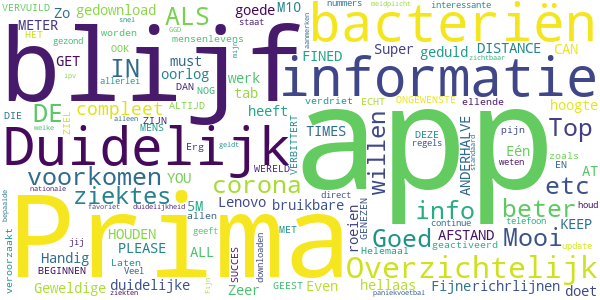 VERVUILD
gedownload
ALS
goede
M10
nummers
interessante
Zo
snel
GGD
staat
meldplicht
bacteriën
METER
HET
worden
mensenlevens
aanmerken
gezond
OOK
allerlei
mijn
zichtbaar
blijf
GET
IN
must
oorlog
DAN
NOG
ipv
Super
geduld
DISTANCE
CAN
FINED
informatie
DE
tab
werk
verdriet
ECHT
ONGEWENSTE
ellende
hoogte
DIE
welke
compleet
ZIEL
alleen
ZIJN
ALTIJD
heeft
TIMES
DEZE
regels
pijn
Top
Duidelijk
MENS
Erg
geldt
WERELD
VERBITTERT
app
Willen
ANDERHALVE
standaard
Eén
weten
zoals
EN
AT
voorkomen
YOU
corona
bruikbare
etc
ziektes
5M
Lenovo
info
beter
houd
nationale
Prima
favoriet
duidelijkheid
direct
allen
roeien
GENEZEN
AFSTAND
KEEP
bepaalde
veroorzaakt
jij
HOUDEN
PLEASE
geeft
MET
continue
telefoon
Goed
Mooi
geactiveerd
update
Handig
Laten
ALL
SUCCES
downloaden
Helemaal
Overzichtelijk
BEGINNEN
Veel
Geweldige
ziekten
duidelijke
Fijn
Zeer
GEEST
Even
hellaas
paniekvoetbal
Fijnerichrlijnen
doet